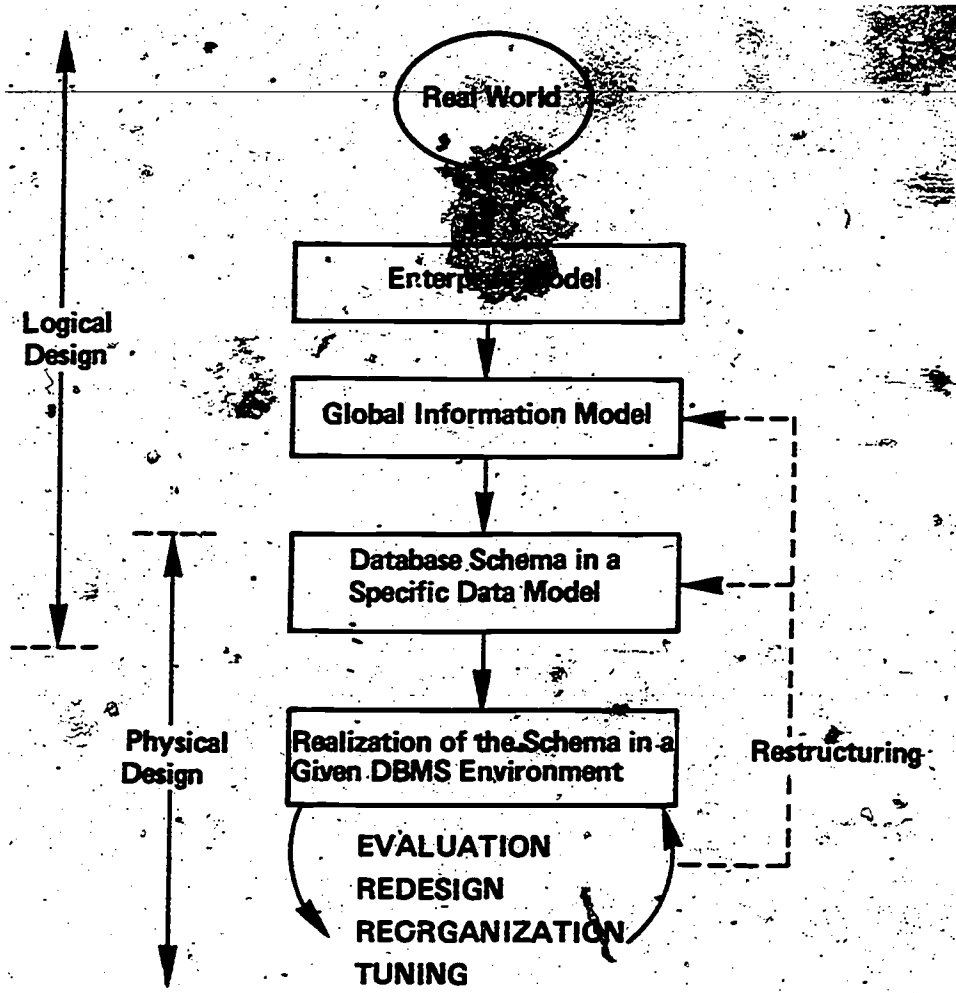 Real World
Enterprise Model
Logical
Design
Global Information Model
Database Schema in a
Specific Data Model
Physical
Design
Realization of the Schema in a
Given DBMS Environment
Restructuring
EVALUATION
REDESIGN
REORGANIZATION
TUNING